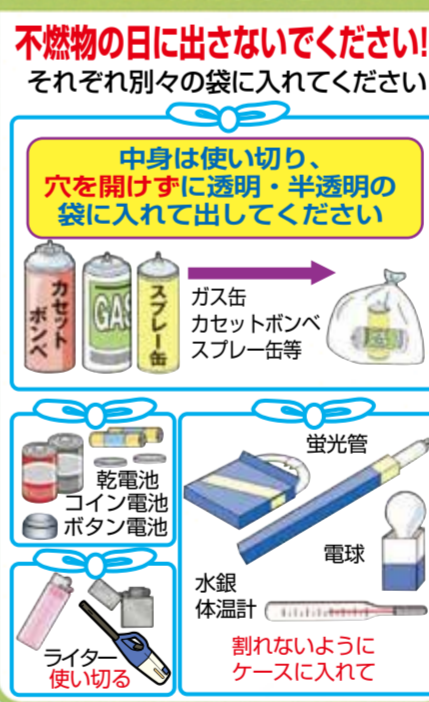 不燃物の日に出さないでください!
それぞれ別々の袋に入れてください
中身は使い切り、
穴を開けずに透明・半透明の
袋に入れて出してください
カセット
ボンベ
GAS
スプレー缶
ガス缶
カセットボンベ
スプレー缶等
乾電池
コイン電池
ボタン電池
ライター
使い切る
蛍光管
電球
水銀
体温計
割れないように
ケースに入れて